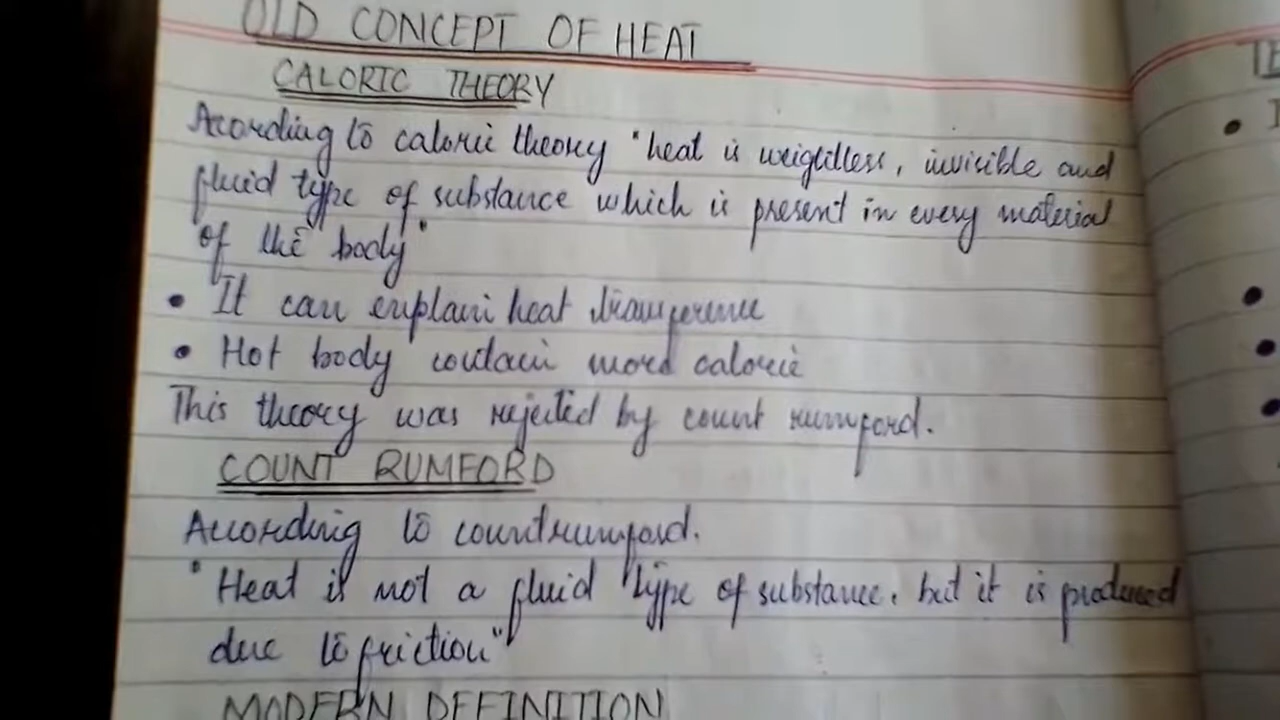 OLD CONCEPT OF HEAT
CALORIC THEORY
According to caloric theory "heat is weightless, invisible and
fluid type of substance which is present in every material
of the body"
• It can explain heat transference
• Hot body contain more caloric
This theory was rejected by count rumford.
COUNT RUMFORD
According to countrumford.
"Heat is not a fluid type of substance. but it is produced
due to friction"
MODERN DEFINITION